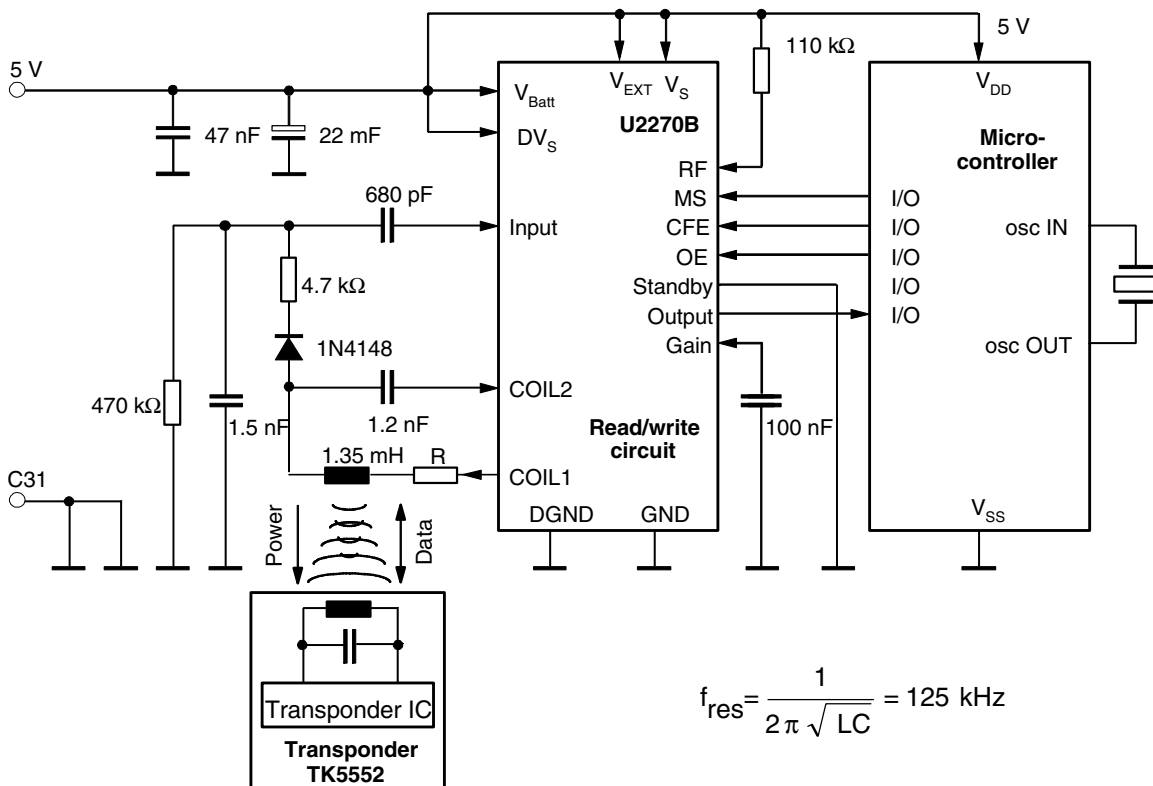 5 V
47 nF
22 mF
680 pF
4.7 kΩ
1N4148
470 kΩ
1.5 nF
1.2 nF
1.35 mH
R
C31
V_Batt
DV_S
V_EXT
V_S
U2270B
RF
MS
CFE
OE
Standby
Output
Gain
Input
COIL2
COIL1
Read/write
circuit
DGND
GND
110 kΩ
100 nF
5 V
V_DD
Micro-
controller
I/O
I/O
I/O
I/O
I/O
osc IN
osc OUT
V_SS
Power
Data
Transponder IC
Transponder
TK5552
f_res = 1 / (2 π √LC) = 125 kHz